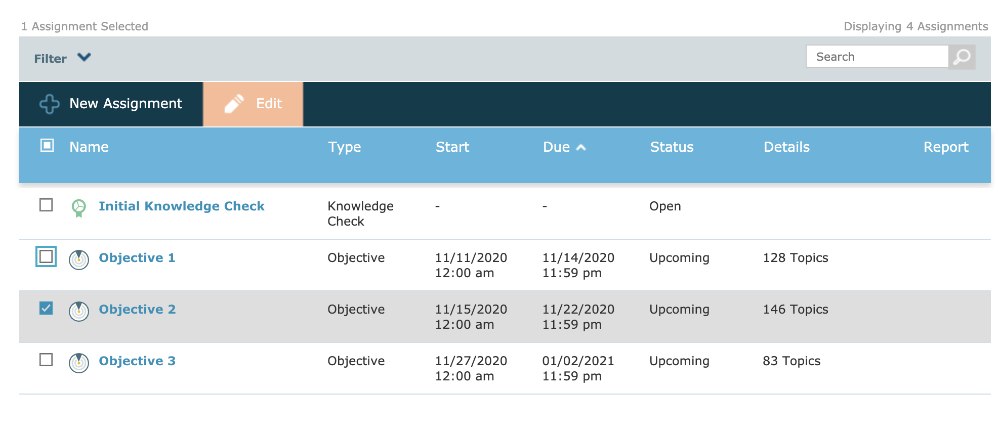 1 Assignment Selected
Displaying 4 Assignments
Filter
Search
New Assignment
Edit
Name Type Start Due Status Details Report
Initial Knowledge Check Knowledge - - Open
Check
Objective 1 Objective 11/11/2020 11/14/2020 Upcoming 128 Topics
12:00 am 11:59 pm
Objective 2 Objective 11/15/2020 11/22/2020 Upcoming 146 Topics
12:00 am 11:59 pm
Objective 3 Objective 11/27/2020 01/02/2021 Upcoming 83 Topics
12:00 am 11:59 pm